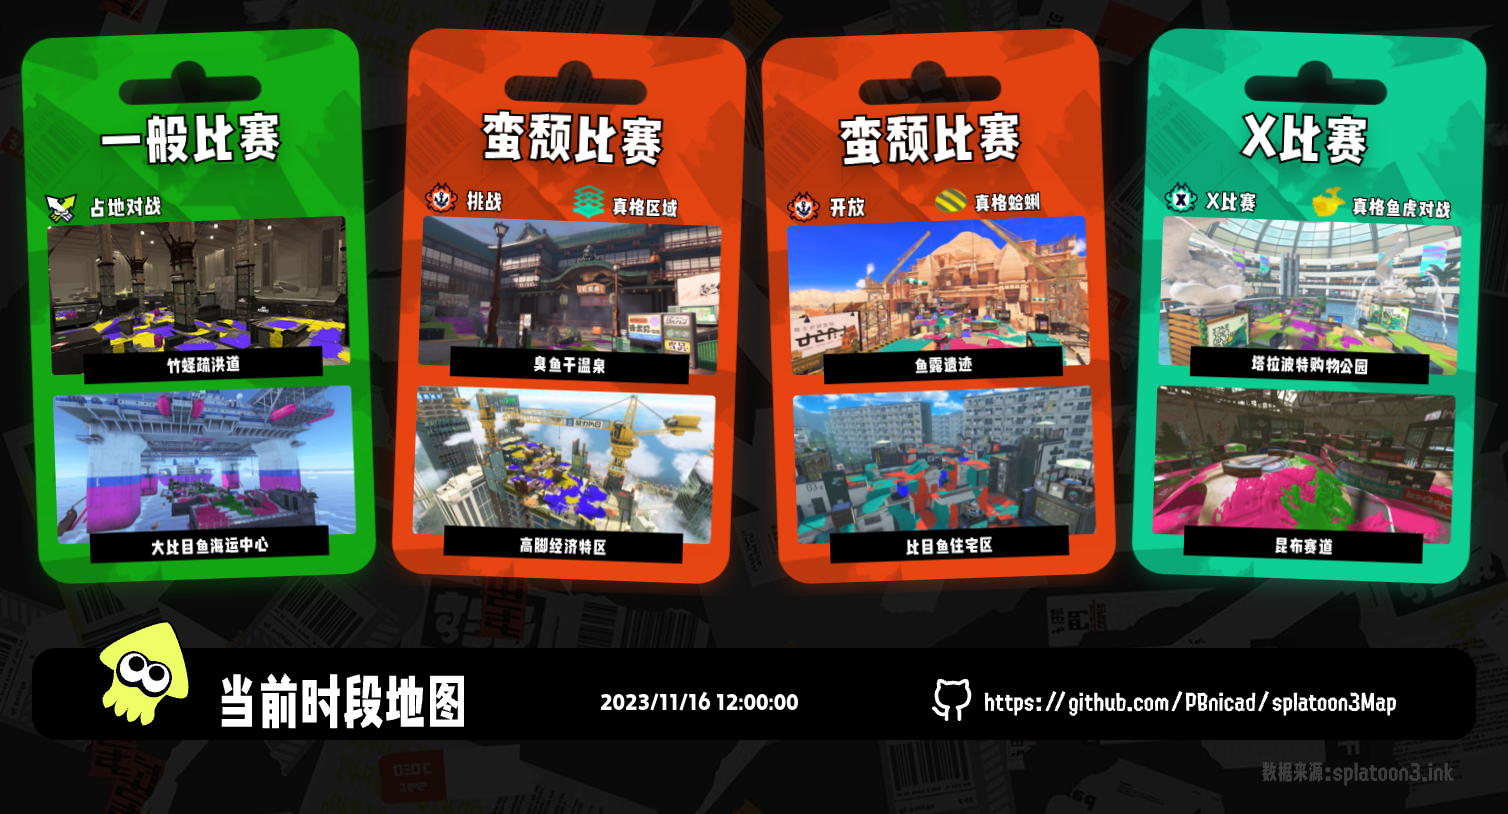 一般比赛
占地对战
竹蛏疏洪道
大比目鱼海运中心
蛮颓比赛
挑战
真格区域
臭鱼干温泉
高脚经济特区
蛮颓比赛
开放
真格蛤蜊
鱼露遗迹
比目鱼住宅区
X比赛
X比赛
真格鱼虎对战
塔拉波特购物公园
昆布赛道
当前时段地图
2023/11/16 12:00:00
https://github.com/PBnicad/splatoon3Map
数据来源:splatoon3.ink